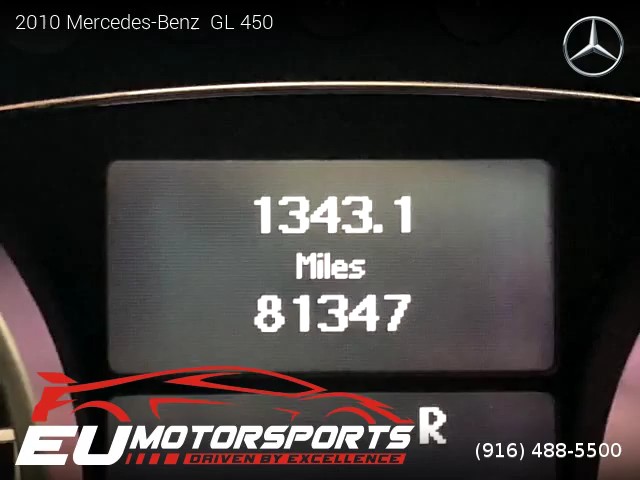 2010 Mercedes-Benz GL 450
1343.1
Miles
81347
R
EU MOTORSPORTS
DRIVEN BY EXCELLENCE
(916) 488-5500